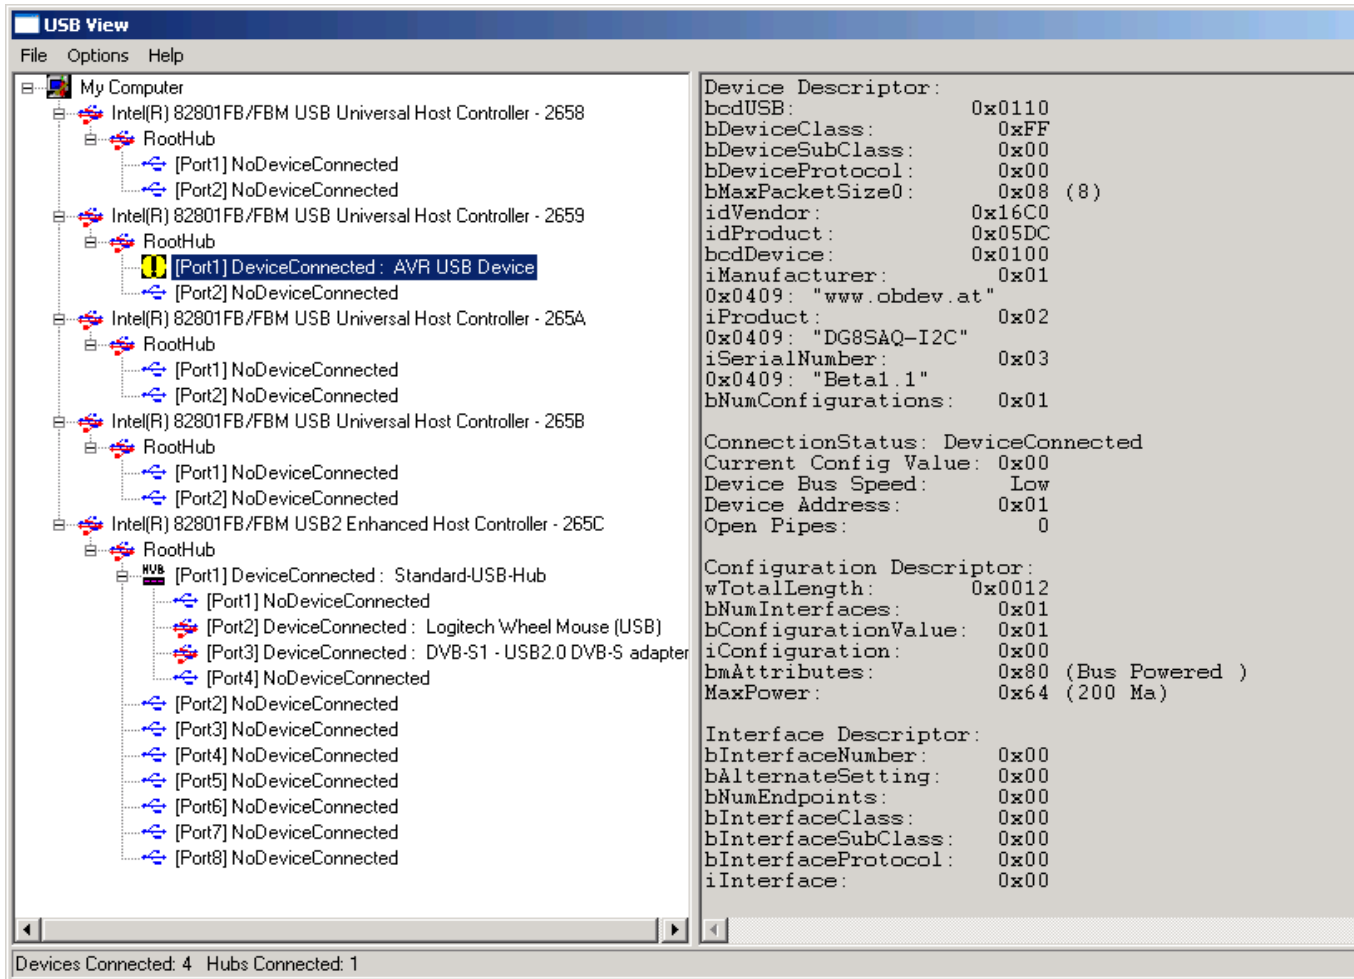 USB View
File Options Help
My Computer
Intel(R) 82801FB/FBM USB Universal Host Controller - 2658
RootHub
[Port1] NoDeviceConnected
[Port2] NoDeviceConnected
Intel(R) 82801FB/FBM USB Universal Host Controller - 2659
RootHub
[Port1] DeviceConnected : AVR USB Device
[Port2] NoDeviceConnected
Intel(R) 82801FB/FBM USB Universal Host Controller - 265A
RootHub
[Port1] NoDeviceConnected
[Port2] NoDeviceConnected
Intel(R) 82801FB/FBM USB Universal Host Controller - 265B
RootHub
[Port1] NoDeviceConnected
[Port2] NoDeviceConnected
Intel(R) 82801FB/FBM USB2 Enhanced Host Controller - 265C
RootHub
HUB [Port1] DeviceConnected : Standard-USB-Hub
[Port1] NoDeviceConnected
[Port2] DeviceConnected : Logitech Wheel Mouse (USB)
[Port3] DeviceConnected : DVB-S1 - USB2.0 DVB-S adapter
[Port4] NoDeviceConnected
[Port2] NoDeviceConnected
[Port3] NoDeviceConnected
[Port4] NoDeviceConnected
[Port5] NoDeviceConnected
[Port6] NoDeviceConnected
[Port7] NoDeviceConnected
[Port8] NoDeviceConnected
Device Descriptor:
bcdUSB: 0x0110
bDeviceClass: 0xFF
bDeviceSubClass: 0x00
bDeviceProtocol: 0x00
bMaxPacketSize0: 0x08 (8)
idVendor: 0x16C0
idProduct: 0x05DC
bcdDevice: 0x0100
iManufacturer: 0x01
0x0409: "www.obdev.at"
iProduct: 0x02
0x0409: "DG8SAQ-I2C"
iSerialNumber: 0x03
0x0409: "Beta1.1"
bNumConfigurations: 0x01
ConnectionStatus: DeviceConnected
Current Config Value: 0x00
Device Bus Speed: Low
Device Address: 0x01
Open Pipes: 0
Configuration Descriptor:
wTotalLength: 0x0012
bNumInterfaces: 0x01
bConfigurationValue: 0x01
iConfiguration: 0x00
bmAttributes: 0x80 (Bus Powered )
MaxPower: 0x64 (200 Ma)
Interface Descriptor:
bInterfaceNumber: 0x00
bAlternateSetting: 0x00
bNumEndpoints: 0x00
bInterfaceClass: 0x00
bInterfaceSubClass: 0x00
bInterfaceProtocol: 0x00
iInterface: 0x00
Devices Connected: 4 Hubs Connected: 1